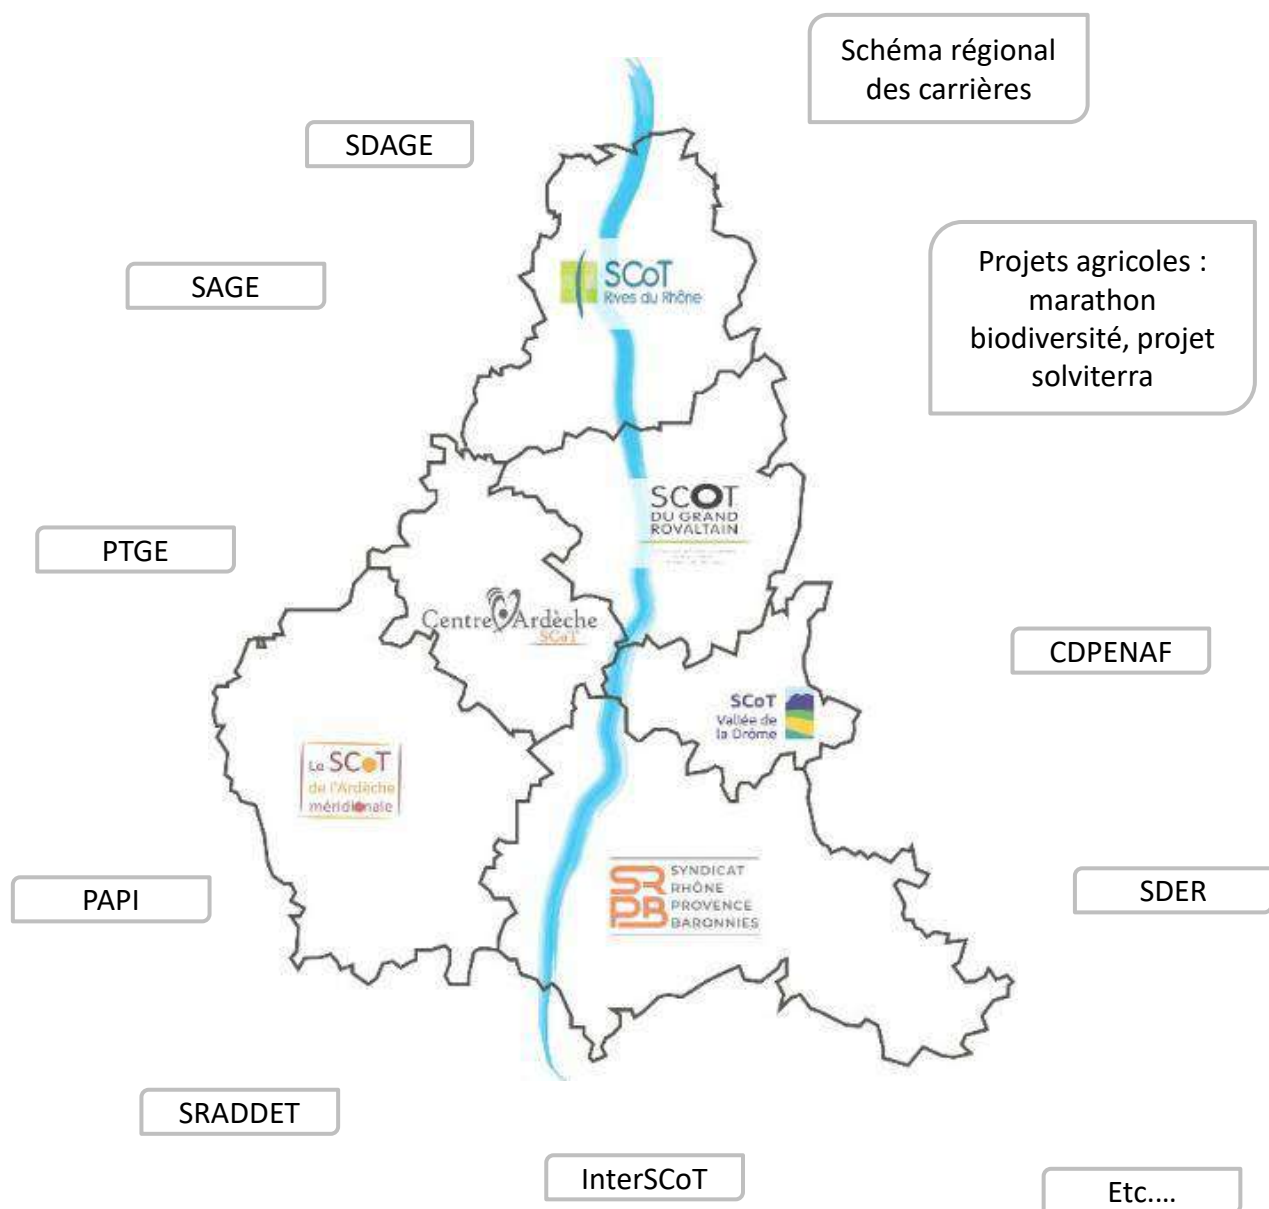 Schéma régional
des carrières
SDAGE
SAGE
SCoT
Rives du Rhône
Projets agricoles :
marathon
biodiversité, projet
solviterra
SCOT
DU GRAND
ROVALTAIN
PTGE
Centre Ardèche
SCoT
CDPENAF
SCoT
Vallée de
la Drôme
Le SCoT
de l'Ardèche
méridionale
PAPI
SRPB
SYNDICAT
RHÔNE
PROVENCE
BARONNIES
SDER
SRADDET
InterSCoT
Etc....